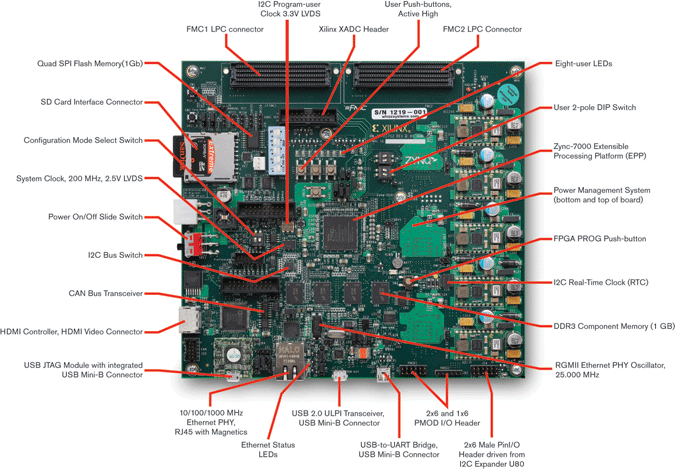 I2C Program-user
Clock 3.3V LVDS
User Push-buttons,
Active High
FMC1 LPC connector
Xilinx XADC Header
FMC2 LPC Connector
Quad SPI Flash Memory(1Gb)
Eight-user LEDs
SD Card Interface Connector
User 2-pole DIP Switch
Configuration Mode Select Switch
Zync-7000 Extensible
Processing Platform (EPP)
System Clock, 200 MHz, 2.5V LVDS
Power Management System
(bottom and top of board)
Power On/Off Slide Switch
FPGA PROG Push-button
I2C Bus Switch
I2C Real-Time Clock (RTC)
CAN Bus Transceiver
DDR3 Component Memory (1 GB)
HDMI Controller, HDMI Video Connector
RGMII Ethernet PHY Oscillator,
25.000 MHz
USB JTAG Module with integrated
USB Mini-B Connector
10/100/1000 MHz
Ethernet PHY,
RJ45 with Magnetics
Ethernet Status
LEDs
USB 2.0 ULPI Transceiver,
USB Mini-B Connector
USB-to-UART Bridge,
USB Mini-B Connector
2x6 and 1x6
PMOD I/O Header
2x6 Male PinI/O
Header driven from
I2C Expander U80
S/N 1219-001
XILINX
ZYNQ
HALO